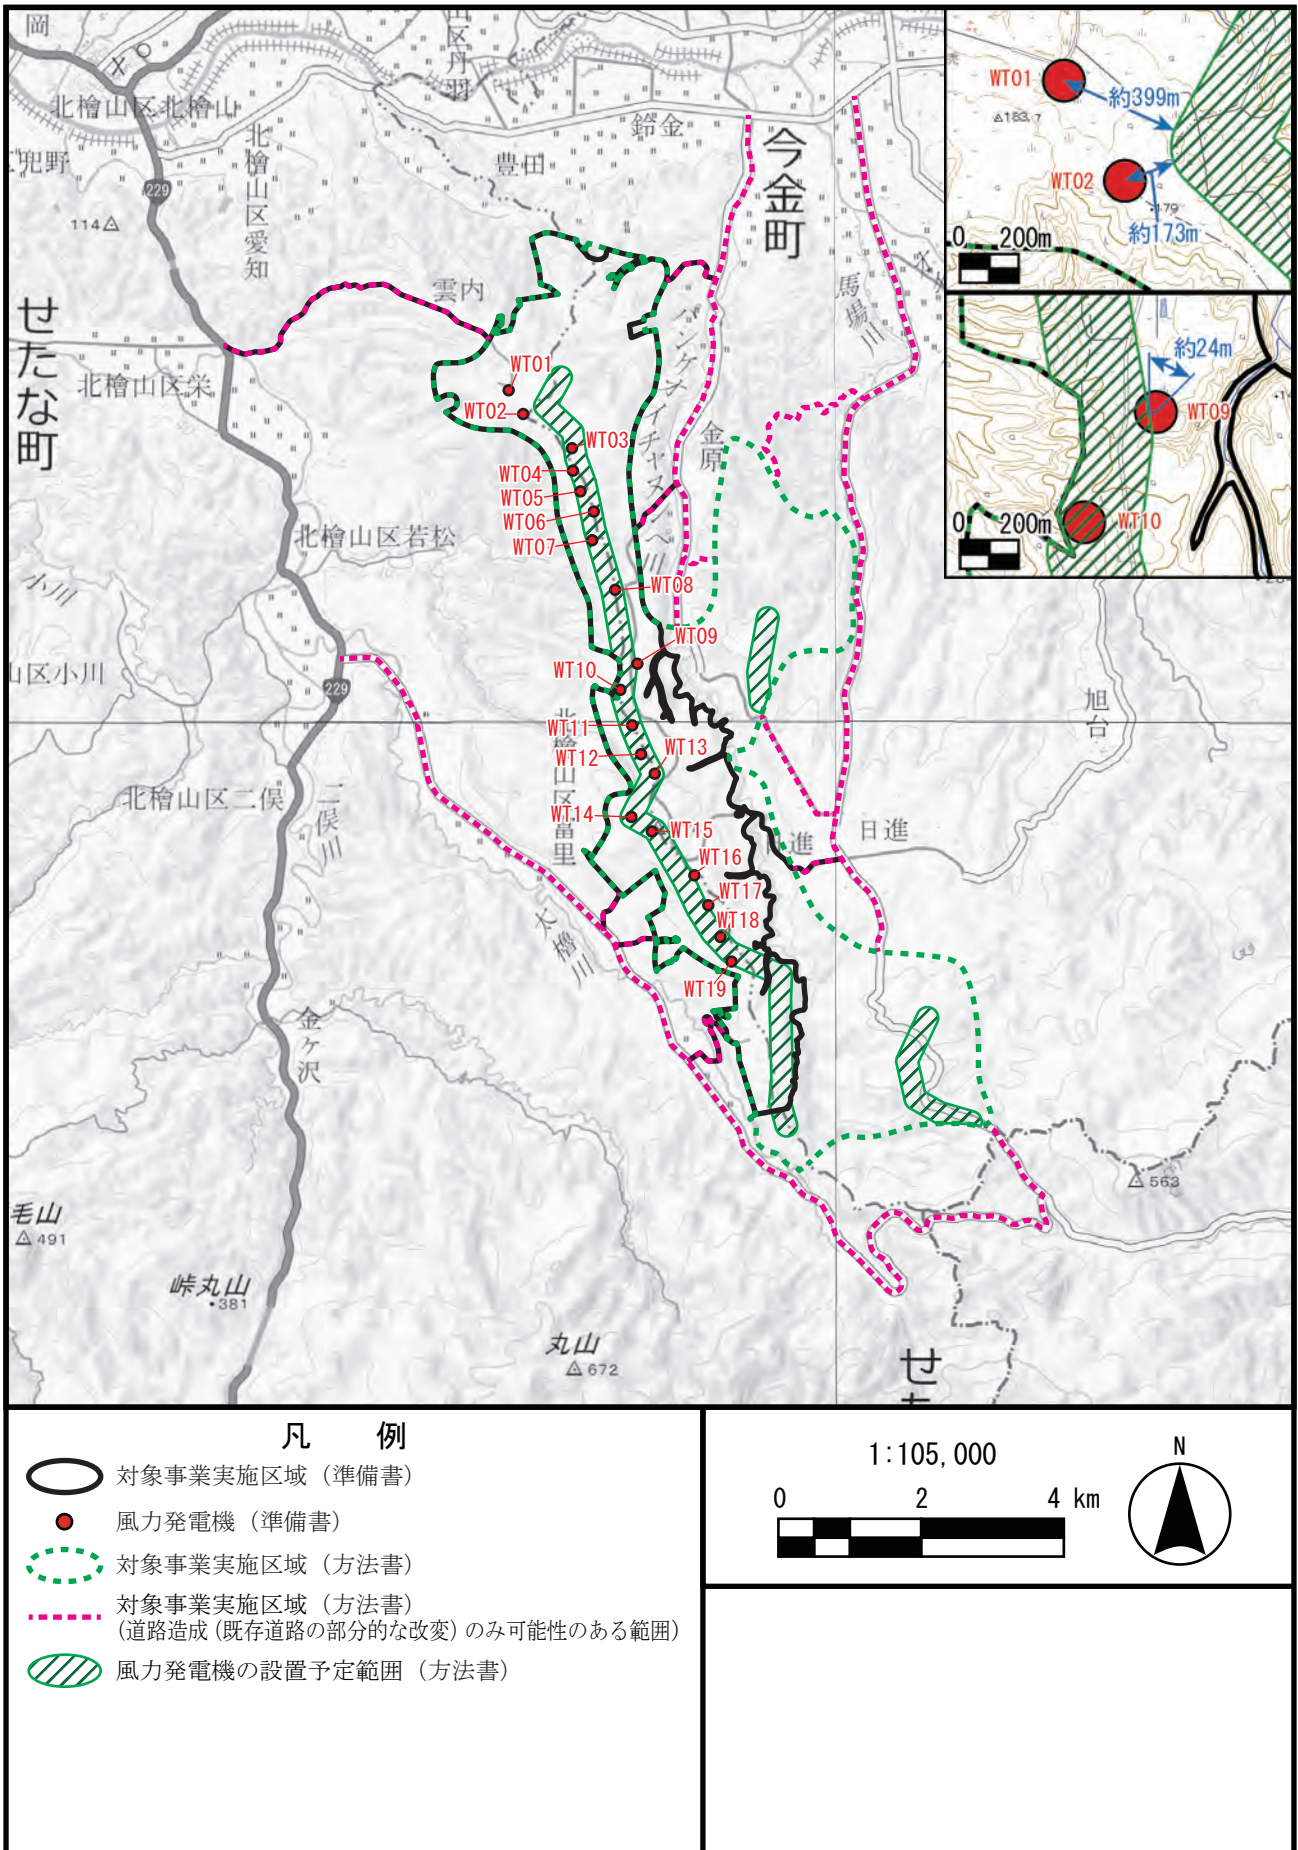 岡
山区丹羽
北檜山区北檜山
鈴金
今金町
豊田
北檜山区愛知
兜野
229
114
せたな町
雲内
馬場川
パンケオイチャヌンペ川
北檜山区栄
金原
WT01
WT02
WT03
WT04
WT05
WT06
WT07
WT08
WT09
WT10
WT11
WT12
WT13
WT14
WT15
WT16
WT17
WT18
WT19
北檜山区若松
小川
山区小川
229
旭台
北檜山区富里
北檜山区二俣
二俣川
進
日進
太櫓川
金ヶ沢
563
毛山
491
峠丸山
381
丸山
672
せた
WT01
約399m
183.7
WT02
179
約173m
0 200m
約24m
WT09
WT10
0 200m
凡 例
対象事業実施区域（準備書）
風力発電機（準備書）
対象事業実施区域（方法書）
対象事業実施区域（方法書）
（道路造成（既存道路の部分的な改変）のみ可能性のある範囲）
風力発電機の設置予定範囲（方法書）
1:105,000
0 2 4 km
N